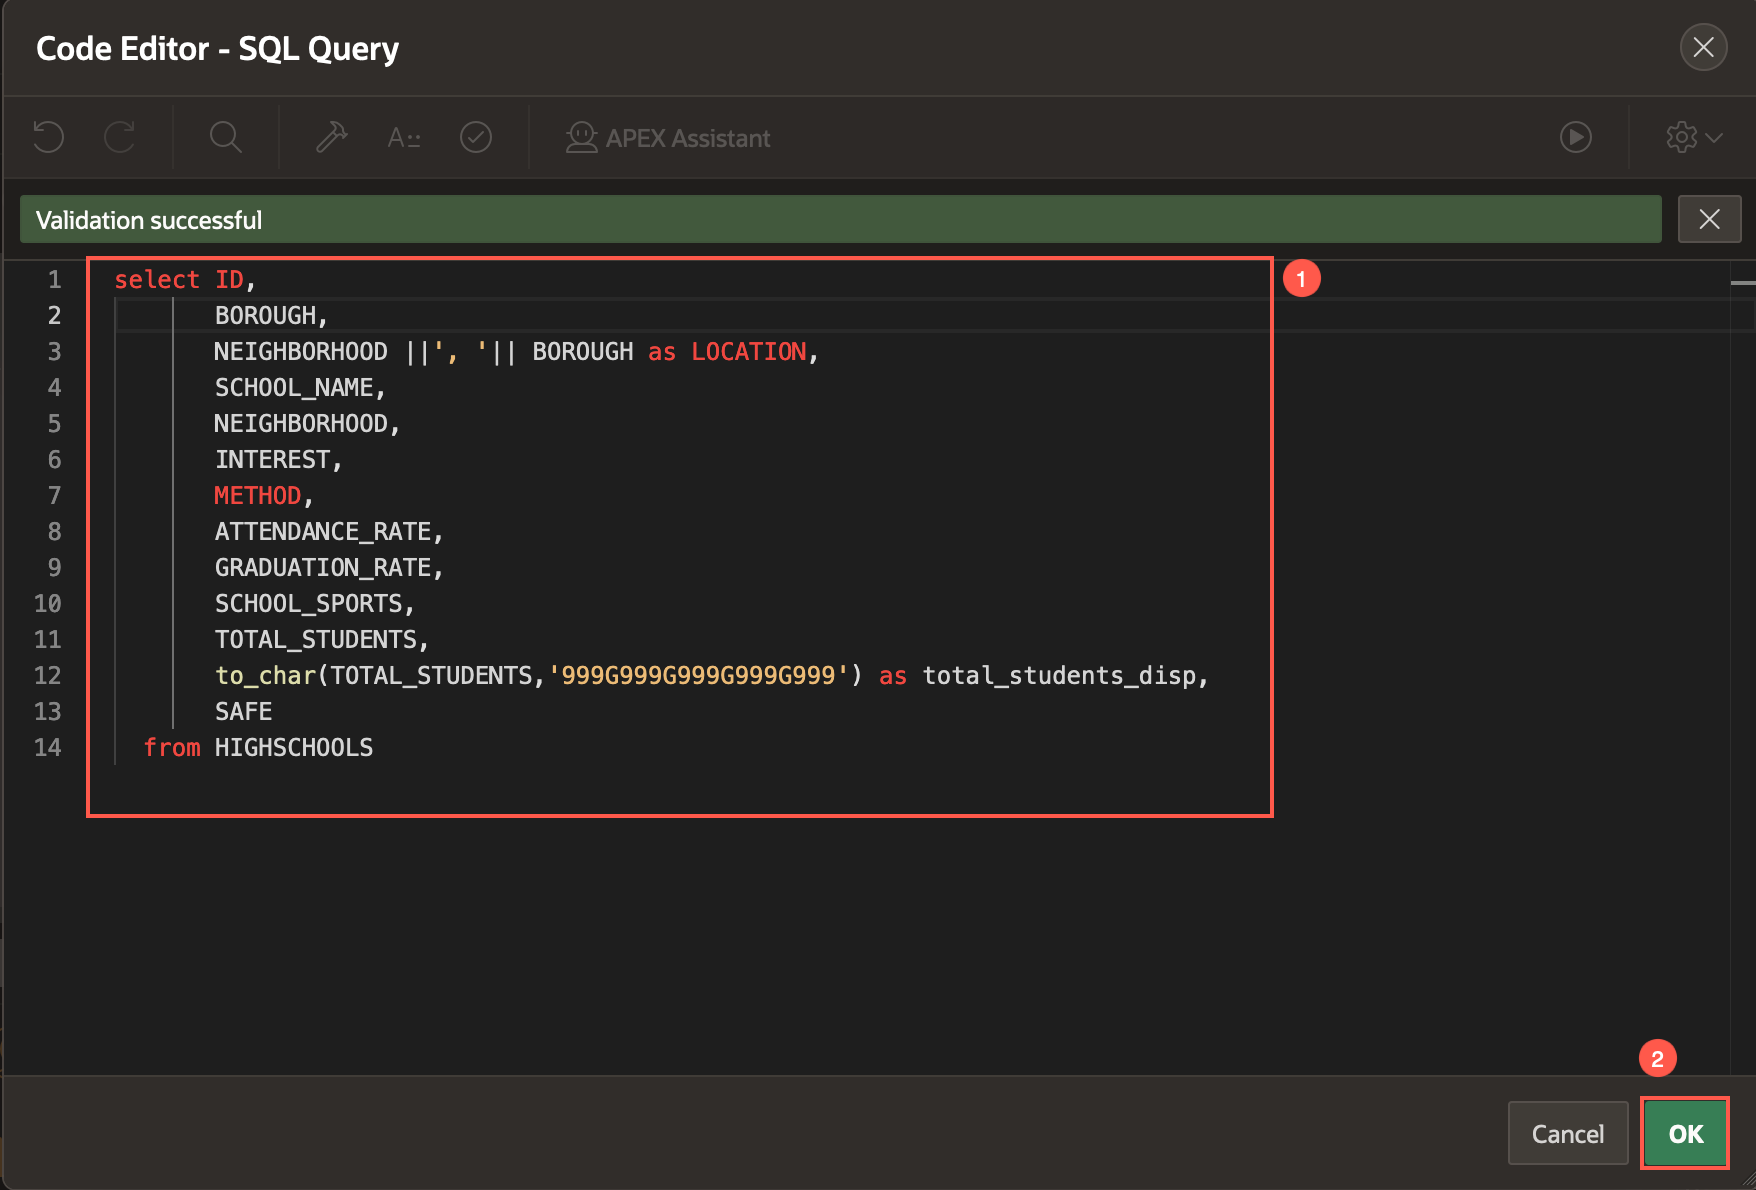 Code Editor - SQL Query
A
APEX Assistant
Validation successful
1 select ID, 1
2 BOROUGH,
3 NEIGHBORHOOD ||', '|| BOROUGH as LOCATION,
4 SCHOOL_NAME,
5 NEIGHBORHOOD,
6 INTEREST,
7 METHOD,
8 ATTENDANCE_RATE,
9 GRADUATION_RATE,
10 SCHOOL_SPORTS,
11 TOTAL_STUDENTS,
12 to_char(TOTAL_STUDENTS,'999G999G999G999G999') as total_students_disp,
13 SAFE
14 from HIGHSCHOOLS
2
Cancel OK